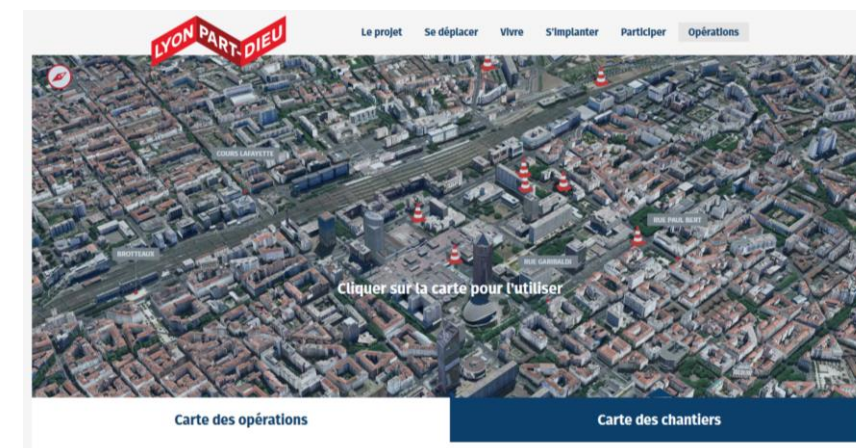 LYON PART-DIEU
Le projet Se déplacer Vivre S'implanter Participer Opérations
COURS LAFAYETTE
RUE PAUL BERT
BROTTEAUX
RUE GARIBALDI
Cliquer sur la carte pour l'utiliser
Carte des opérations Carte des chantiers